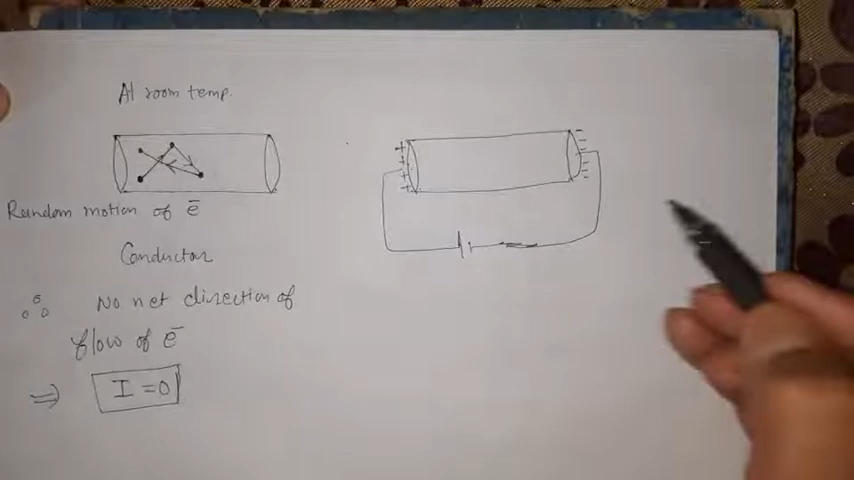 At room temp.
Random motion of e̅
Conductor
∴ No net direction of
flow of e̅
⇒ I = 0